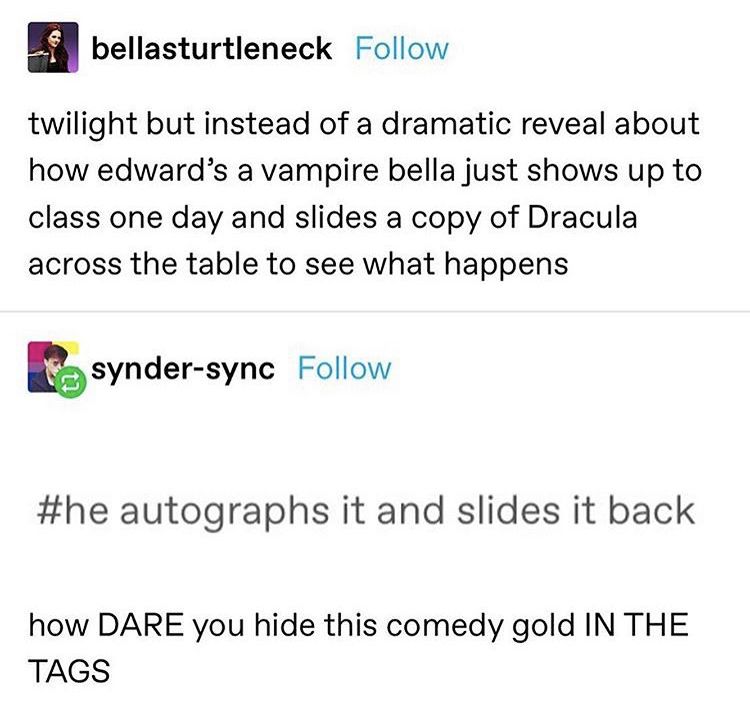 bellasturtleneck Follow
twilight but instead of a dramatic reveal about
how edward’s a vampire bella just shows up to
class one day and slides a copy of Dracula
across the table to see what happens
synder-sync Follow
#he autographs it and slides it back
how DARE you hide this comedy gold IN THE
TAGS